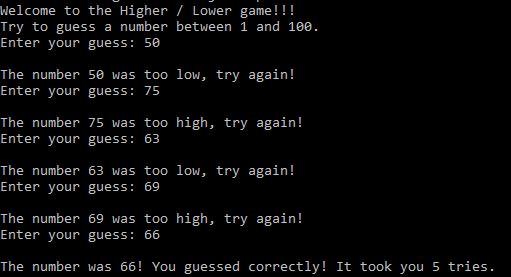 Welcome to the Higher / Lower game!!!
Try to guess a number between 1 and 100.
Enter your guess: 50
The number 50 was too low, try again!
Enter your guess: 75
The number 75 was too high, try again!
Enter your guess: 63
The number 63 was too low, try again!
Enter your guess: 69
The number 69 was too high, try again!
Enter your guess: 66
The number was 66! You guessed correctly! It took you 5 tries.